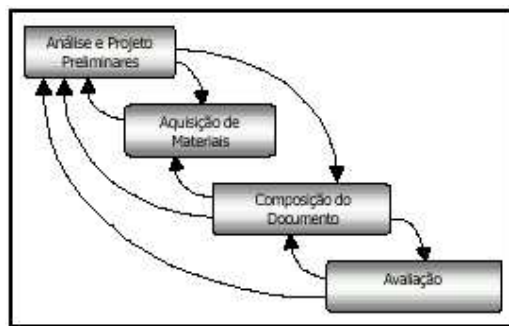 Análise e Projeto
Preliminares
Aquisição de
Materiais
Composição do
Documento
Avaliação